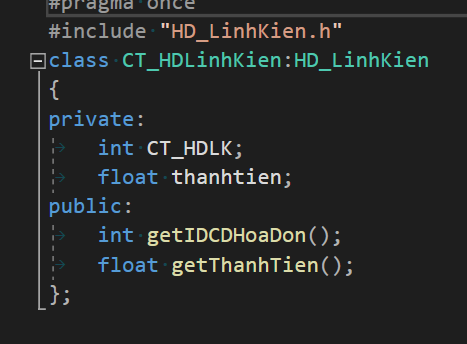 #pragma once
#include "HD_LinhKien.h"
class CT_HDLinhKien:HD_LinhKien
{
private:
int CT_HDLK;
float thanhtien;
public:
int getIDCDHoaDon();
float getThanhTien();
};